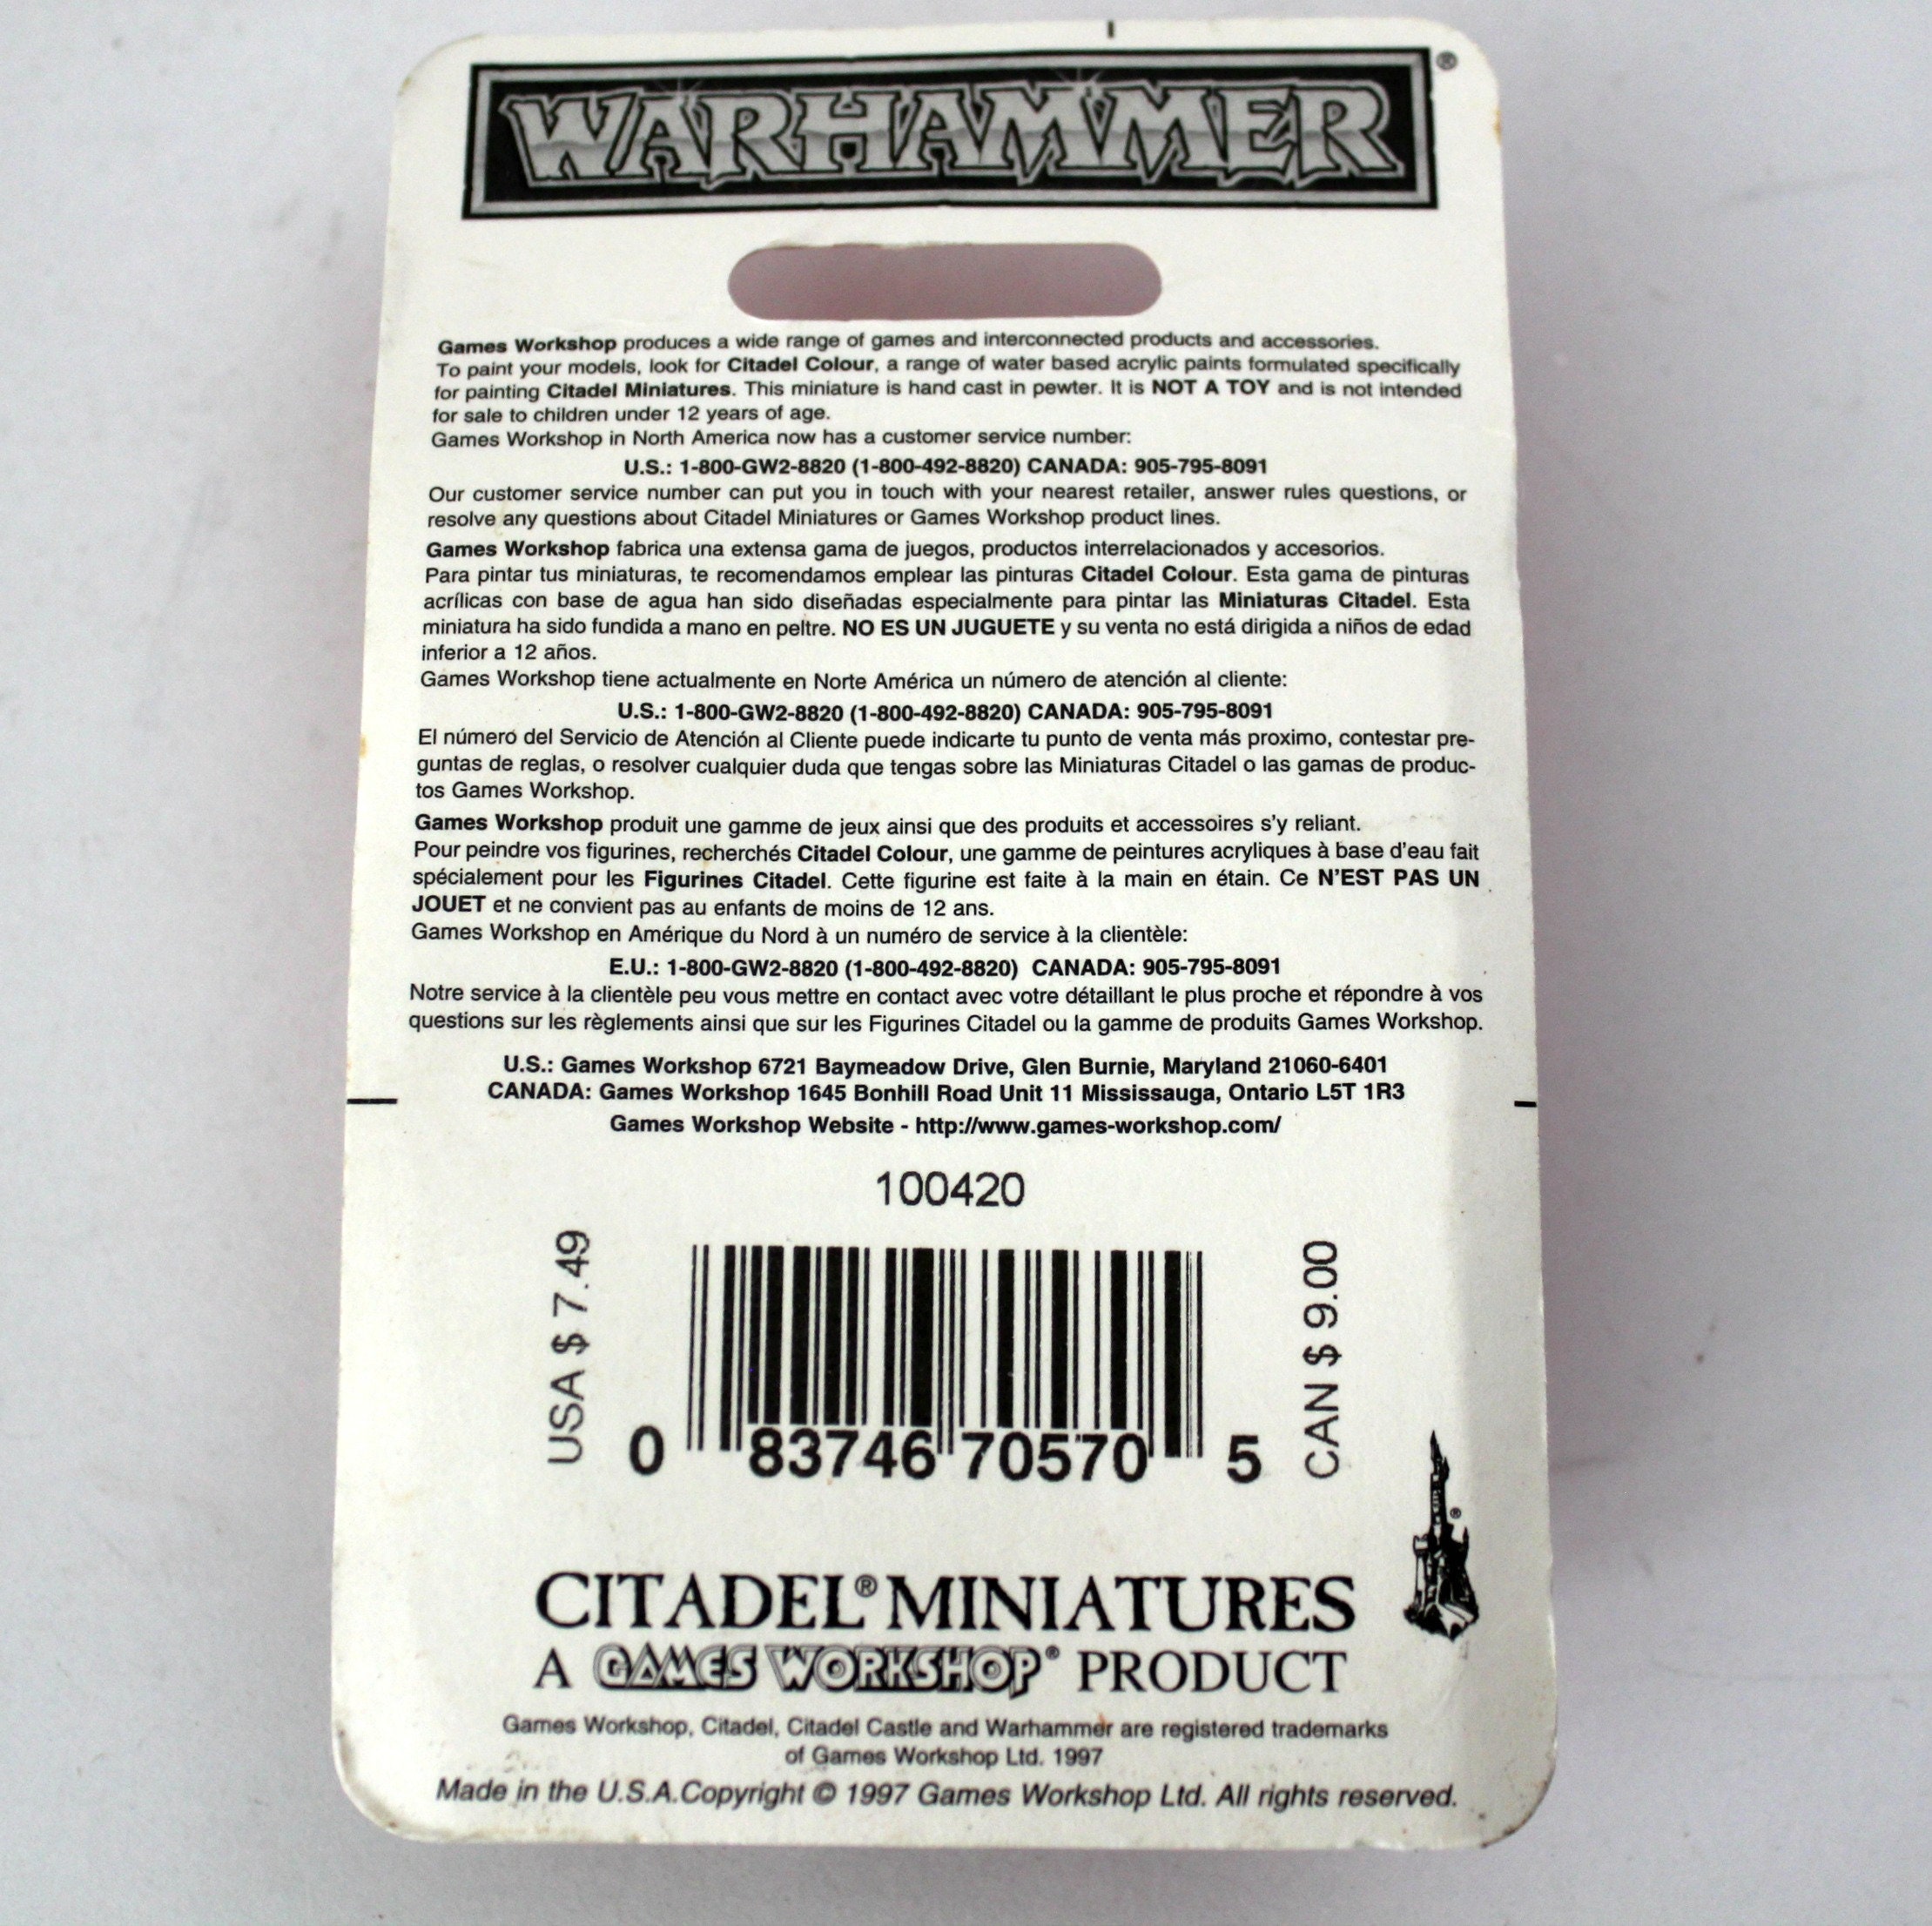 WARHAMMER®
Games Workshop produces a wide range of games and interconnected products and accessories.
To paint your models, look for Citadel Colour, a range of water based acrylic paints formulated specifically
for painting Citadel Miniatures. This miniature is hand cast in pewter. It is NOT A TOY and is not intended
for sale to children under 12 years of age.
Games Workshop in North America now has a customer service number:
U.S.: 1-800-GW2-8820 (1-800-492-8820) CANADA: 905-795-8091
Our customer service number can put you in touch with your nearest retailer, answer rules questions, or
resolve any questions about Citadel Miniatures or Games Workshop product lines.
Games Workshop fabrica una extensa gama de juegos, productos interrelacionados y accesorios.
Para pintar tus miniaturas, te recomendamos emplear las pinturas Citadel Colour. Esta gama de pinturas
acrílicas con base de agua han sido diseñadas especialmente para pintar las Miniaturas Citadel. Esta
miniatura ha sido fundida a mano en peltre. NO ES UN JUGUETE y su venta no está dirigida a niños de edad
inferior a 12 años.
Games Workshop tiene actualmente en Norte América un número de atención al cliente:
U.S.: 1-800-GW2-8820 (1-800-492-8820) CANADA: 905-795-8091
El número del Servicio de Atención al Cliente puede indicarte tu punto de venta más proximo, contestar pre-
guntas de reglas, o resolver cualquier duda que tengas sobre las Miniaturas Citadel o las gamas de produc-
tos Games Workshop.
Games Workshop produit une gamme de jeux ainsi que des produits et accessoires s'y reliant.
Pour peindre vos figurines, recherchés Citadel Colour, une gamme de peintures acryliques à base d'eau fait
spécialement pour les Figurines Citadel. Cette figurine est faite à la main en étain. Ce N'EST PAS UN
JOUET et ne convient pas au enfants de moins de 12 ans.
Games Workshop en Amérique du Nord à un numéro de service à la clientèle:
E.U.: 1-800-GW2-8820 (1-800-492-8820) CANADA: 905-795-8091
Notre service à la clientèle peu vous mettre en contact avec votre détaillant le plus proche et répondre à vos
questions sur les règlements ainsi que sur les Figurines Citadel ou la gamme de produits Games Workshop.
U.S.: Games Workshop 6721 Baymeadow Drive, Glen Burnie, Maryland 21060-6401
CANADA: Games Workshop 1645 Bonhill Road Unit 11 Mississauga, Ontario L5T 1R3
Games Workshop Website - http://www.games-workshop.com/
100420
USA $ 7.49
0 83746 70570 5
CAN $ 9.00
®
CITADEL® MINIATURES
A GAMES WORKSHOP® PRODUCT
Games Workshop, Citadel, Citadel Castle and Warhammer are registered trademarks
of Games Workshop Ltd. 1997
Made in the U.S.A.Copyright © 1997 Games Workshop Ltd. All rights reserved.